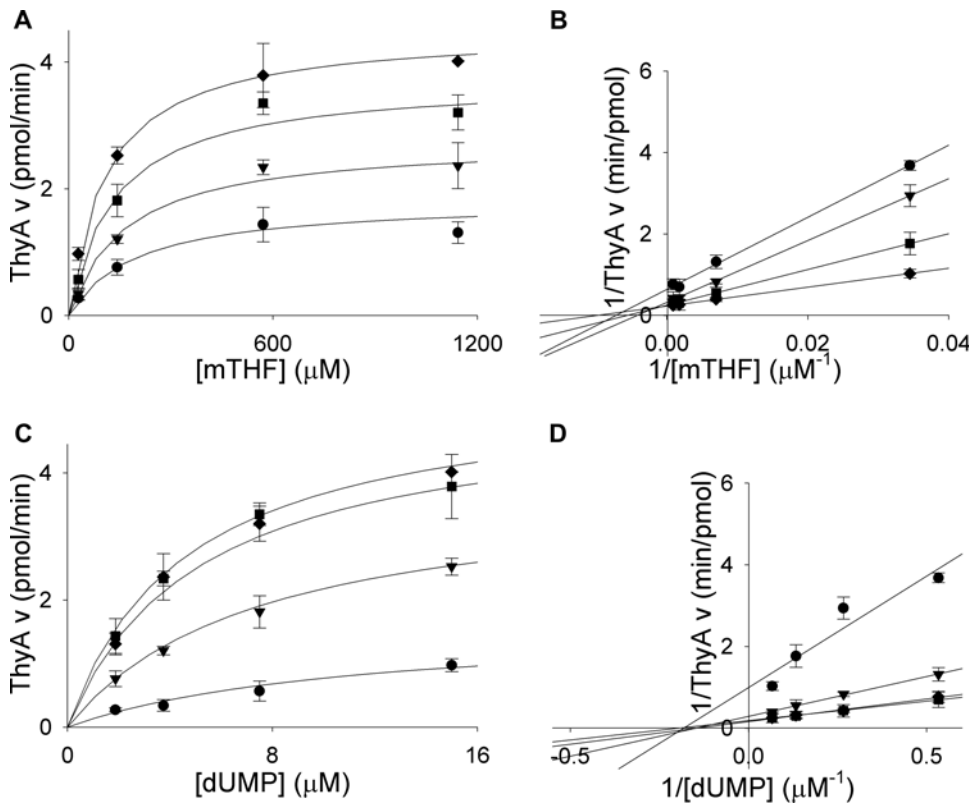 A
ThyA v (pmol/min)
4
2
0
0
600
1200
[mTHF] (μM)
B
1/ThyA v (min/pmol)
6
4
2
0
0.00
0.02
0.04
1/[mTHF] (μM⁻¹)
C
ThyA v (pmol/min)
4
2
0
0
8
16
[dUMP] (μM)
D
1/ThyA v (min/pmol)
6
4
2
0
-0.5
0.0
0.5
1/[dUMP] (μM⁻¹)